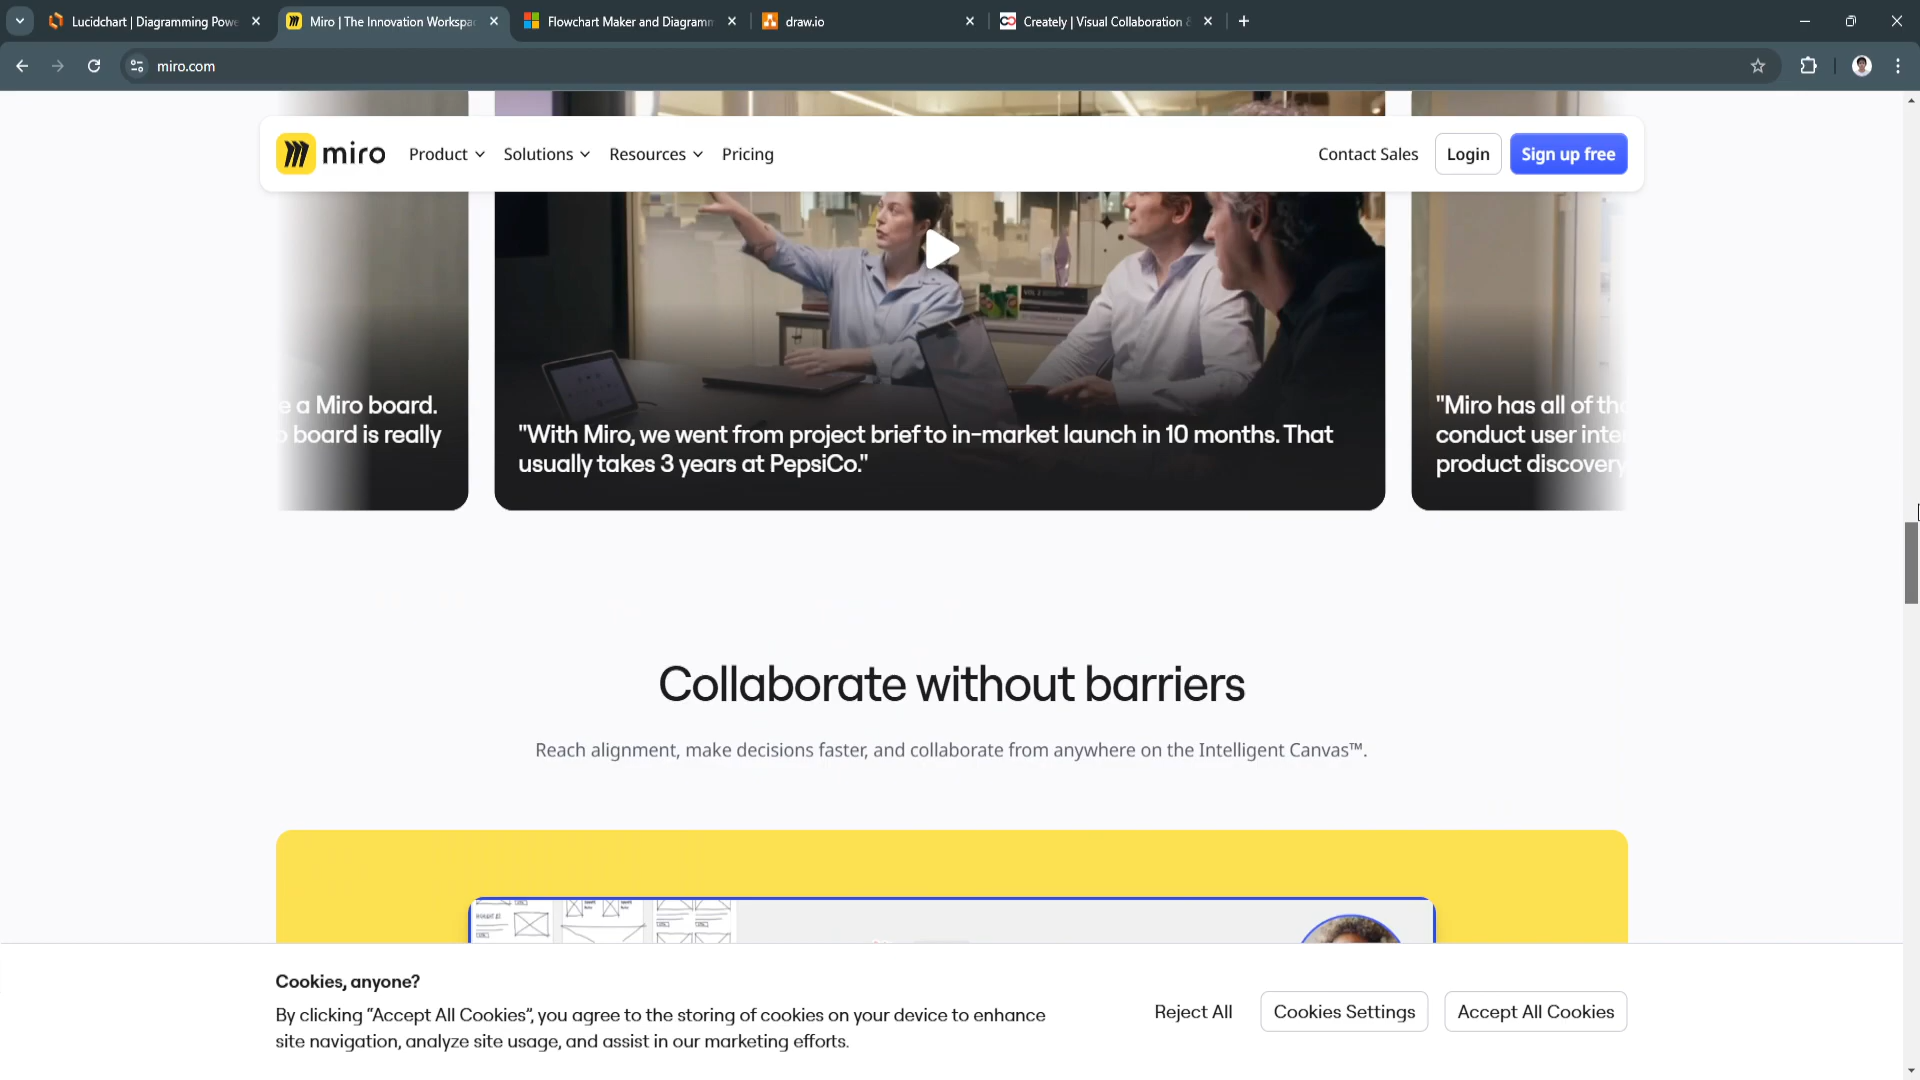 Lucidchart | Diagramming Powe
Miro | The Innovation Workspa
Flowchart Maker and Diagramm
draw.io
Creately | Visual Collaboration &
miro.com
miro
Product
Solutions
Resources
Pricing
Contact Sales
Login
Sign up free
e a Miro board.
board is really
"With Miro, we went from project brief to in-market launch in 10 months. That
usually takes 3 years at PepsiCo."
"Miro has all of the
conduct user inte
product discovery
Collaborate without barriers
Reach alignment, make decisions faster, and collaborate from anywhere on the Intelligent Canvas™.
Cookies, anyone?
By clicking “Accept All Cookies”, you agree to the storing of cookies on your device to enhance
site navigation, analyze site usage, and assist in our marketing efforts.
Reject All
Cookies Settings
Accept All Cookies